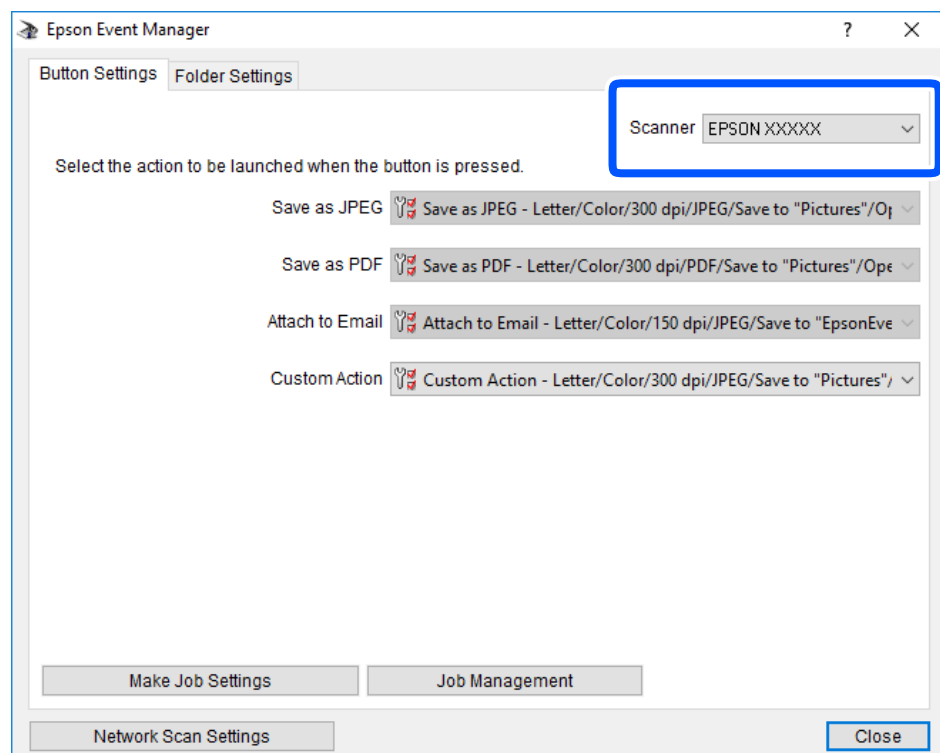 Epson Event Manager
?
Button Settings Folder Settings
Scanner EPSON XXXXX
Select the action to be launched when the button is pressed.
Save as JPEG Save as JPEG - Letter/Color/300 dpi/JPEG/Save to "Pictures"/Op
Save as PDF Save as PDF - Letter/Color/300 dpi/PDF/Save to "Pictures"/Ope
Attach to Email Attach to Email - Letter/Color/150 dpi/JPEG/Save to "EpsonEve
Custom Action Custom Action - Letter/Color/300 dpi/JPEG/Save to "Pictures"/
Make Job Settings Job Management
Network Scan Settings Close